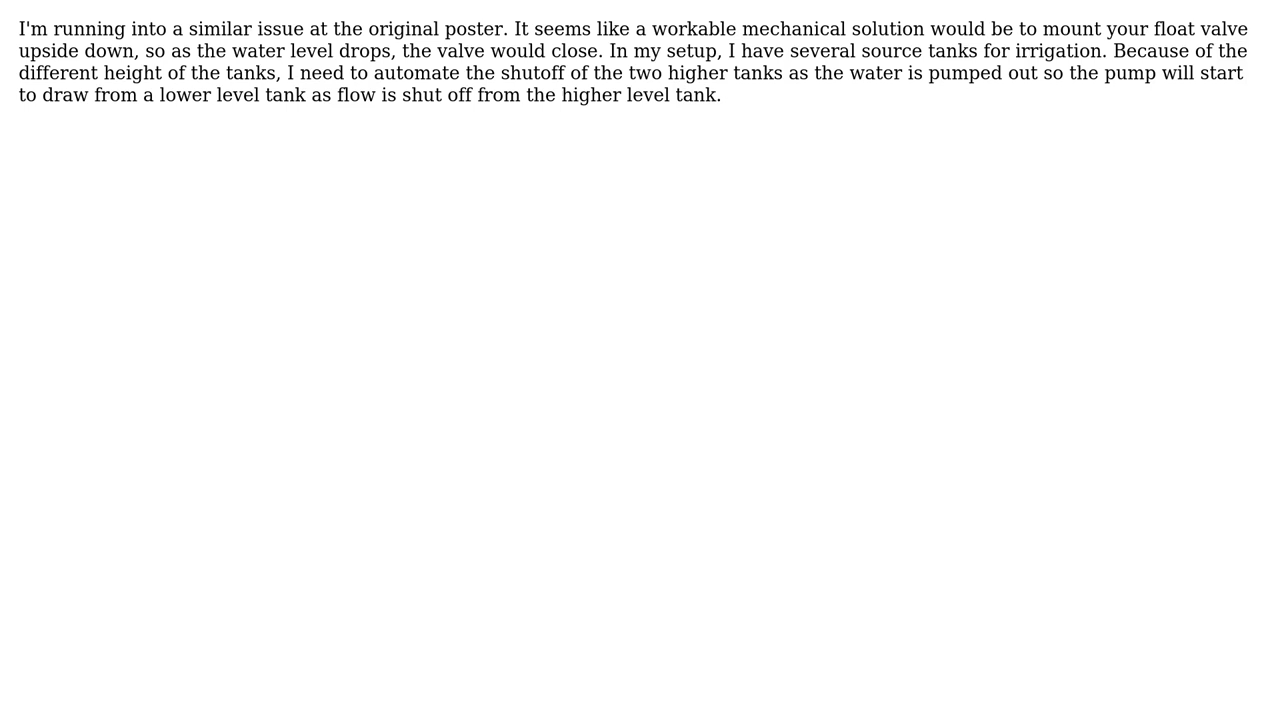 I'm running into a similar issue at the original poster. It seems like a workable mechanical solution would be to mount your float valve
upside down, so as the water level drops, the valve would close. In my setup, I have several source tanks for irrigation. Because of the
different height of the tanks, I need to automate the shutoff of the two higher tanks as the water is pumped out so the pump will start
to draw from a lower level tank as flow is shut off from the higher level tank.